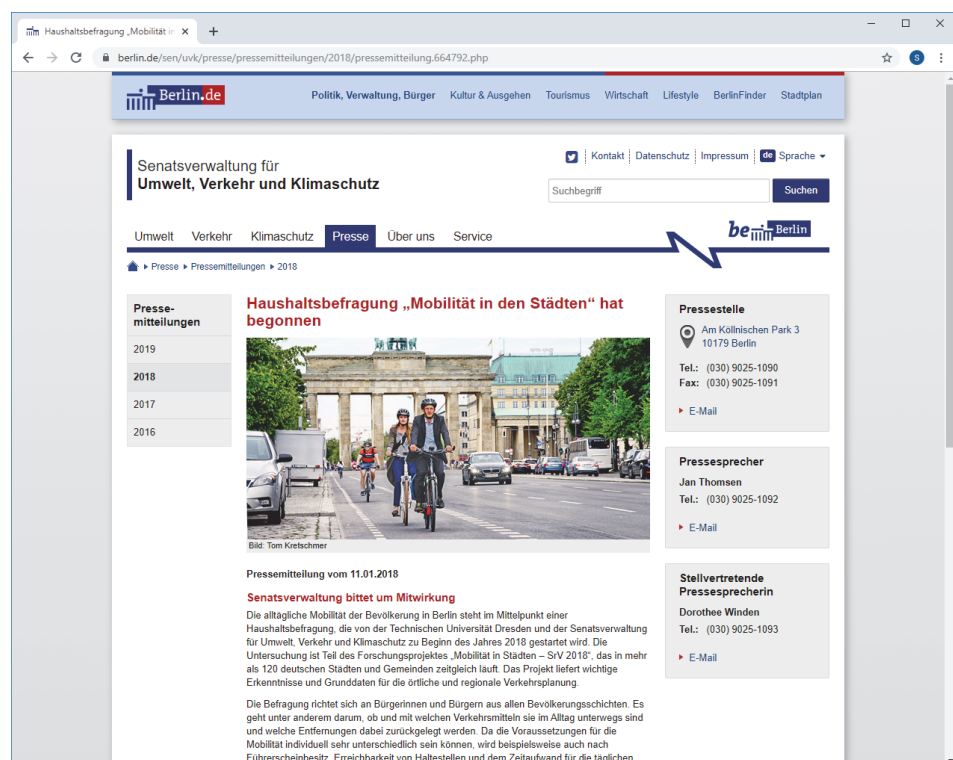 Haushaltsbefragung „Mobilität in
berlin.de/sen/uvk/presse/pressemitteilungen/2018/pressemitteilung.664792.php
S
Berlin.de
Politik, Verwaltung, Bürger Kultur & Ausgehen Tourismus Wirtschaft Lifestyle BerlinFinder Stadtplan
Senatsverwaltung für
Umwelt, Verkehr und Klimaschutz
Kontakt Datenschutz Impressum de Sprache
Suchbegriff Suchen
Umwelt Verkehr Klimaschutz Presse Über uns Service
be Berlin
Presse Pressemitteilungen 2018
Presse-
mitteilungen
2019
2018
2017
2016
Haushaltsbefragung „Mobilität in den Städten“ hat
begonnen
Bild: Tom Kretschmer
Pressemitteilung vom 11.01.2018
Senatsverwaltung bittet um Mitwirkung
Die alltägliche Mobilität der Bevölkerung in Berlin steht im Mittelpunkt einer
Haushaltsbefragung, die von der Technischen Universität Dresden und der Senatsverwaltung
für Umwelt, Verkehr und Klimaschutz zu Beginn des Jahres 2018 gestartet wird. Die
Untersuchung ist Teil des Forschungsprojektes „Mobilität in Städten – SrV 2018“, das in mehr
als 120 deutschen Städten und Gemeinden zeitgleich läuft. Das Projekt liefert wichtige
Erkenntnisse und Grunddaten für die örtliche und regionale Verkehrsplanung.
Die Befragung richtet sich an Bürgerinnen und Bürgern aus allen Bevölkerungsschichten. Es
geht unter anderem darum, ob und mit welchen Verkehrsmitteln sie im Alltag unterwegs sind
und welche Entfernungen dabei zurückgelegt werden. Da die Voraussetzungen für die
Mobilität individuell sehr unterschiedlich sein können, wird beispielsweise auch nach
Führerscheinbesitz, Erreichbarkeit von Haltestellen und dem Zeitaufwand für die täglichen
Pressestelle
Am Köllnischen Park 3
10179 Berlin
Tel.: (030) 9025-1090
Fax: (030) 9025-1091
E-Mail
Pressesprecher
Jan Thomsen
Tel.: (030) 9025-1092
E-Mail
Stellvertretende
Pressesprecherin
Dorothee Winden
Tel.: (030) 9025-1093
E-Mail